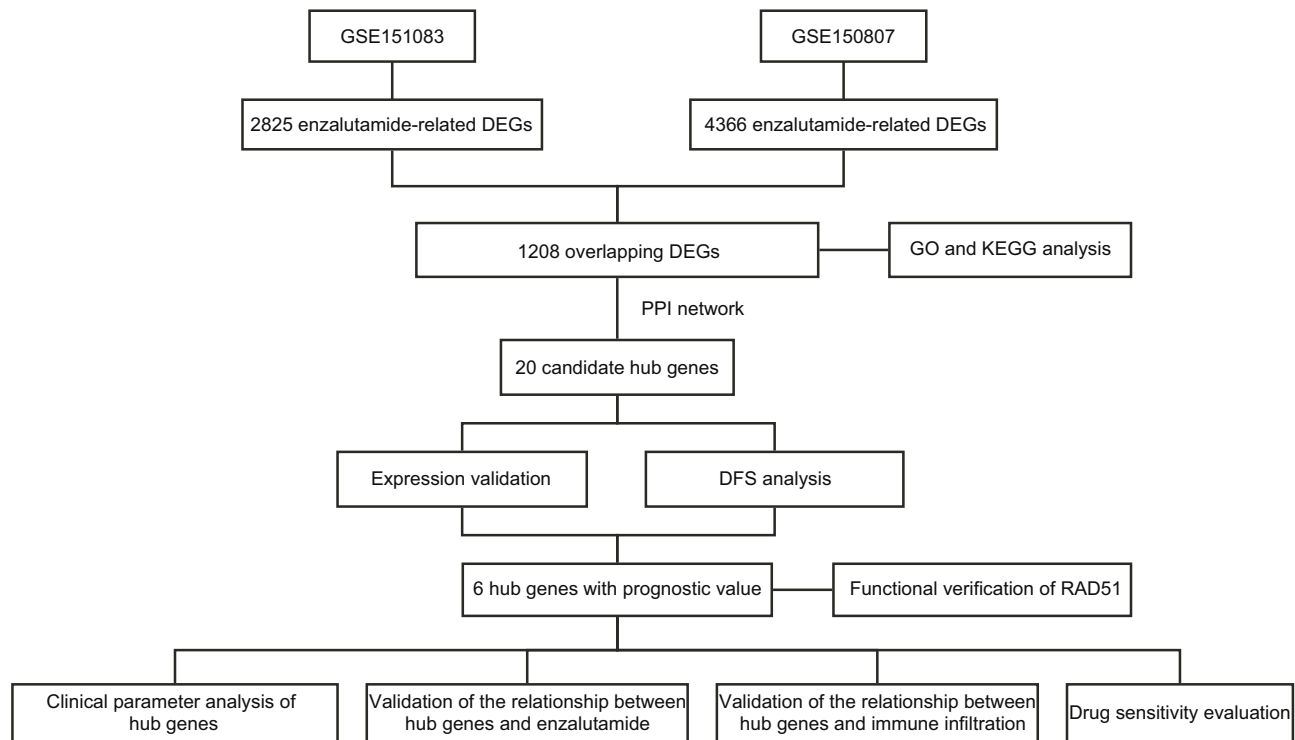 GSE151083
GSE150807
2825 enzalutamide-related DEGs
4366 enzalutamide-related DEGs
1208 overlapping DEGs
GO and KEGG analysis
PPI network
20 candidate hub genes
Expression validation
DFS analysis
6 hub genes with prognostic value
Functional verification of RAD51
Clinical parameter analysis of
hub genes
Validation of the relationship between
hub genes and enzalutamide
Validation of the relationship between
hub genes and immune infiltration
Drug sensitivity evaluation